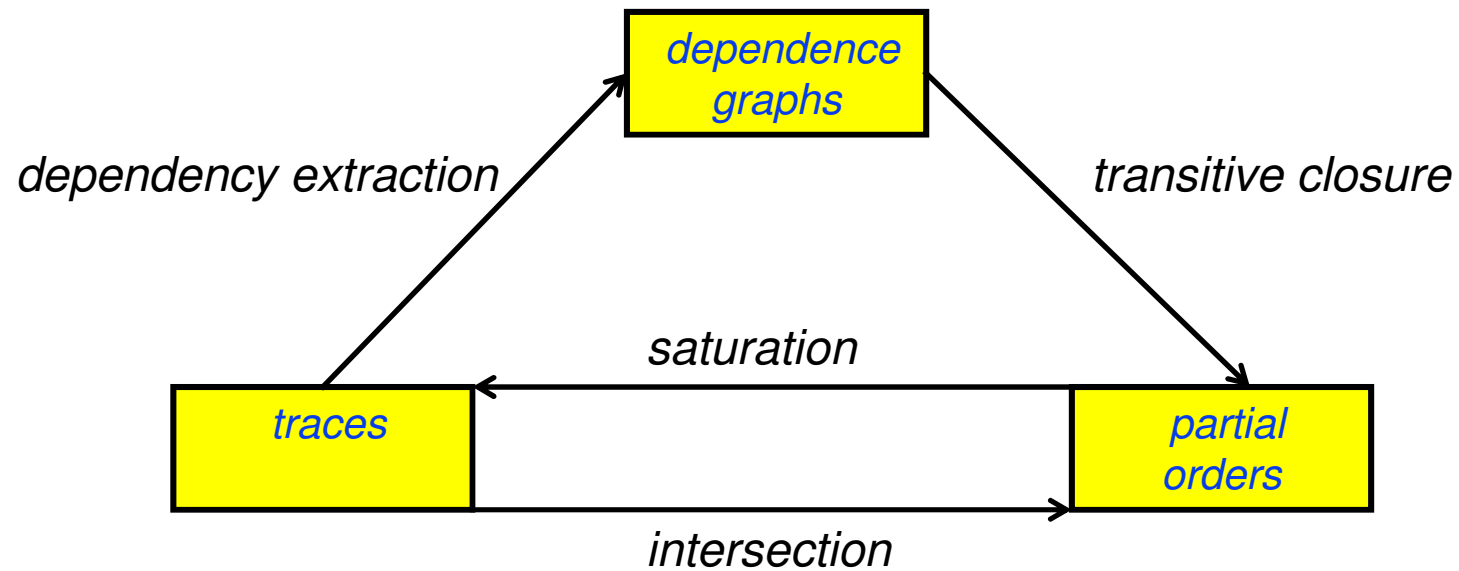 dependence
graphs
dependency extraction
transitive closure
saturation
traces
partial
orders
intersection